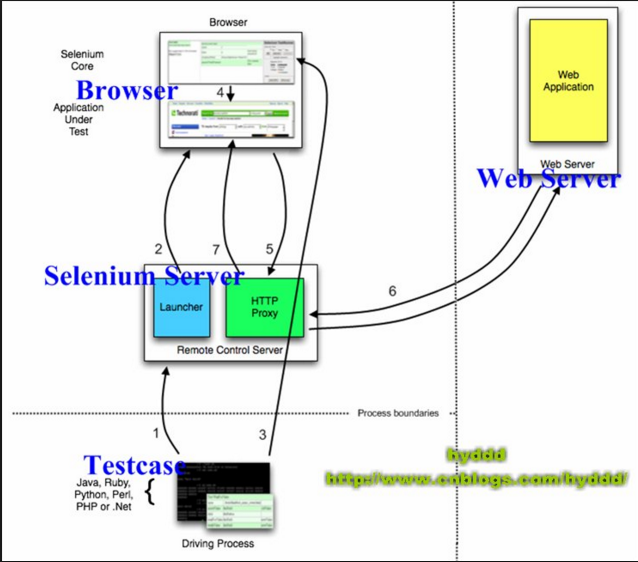 Browser
Selenium
Core
Browser
4
Application
Under
Test
Technorati
Web
Application
Web Server
Web Server
2
7
5
Selenium Server
6
Launcher
HTTP
Proxy
Remote Control Server
Process boundaries
1
3
Testcase
Java, Ruby,
Python, Perl,
PHP or .Net
{
Driving Process
hyddd
http://www.cnblogs.com/hyddd/